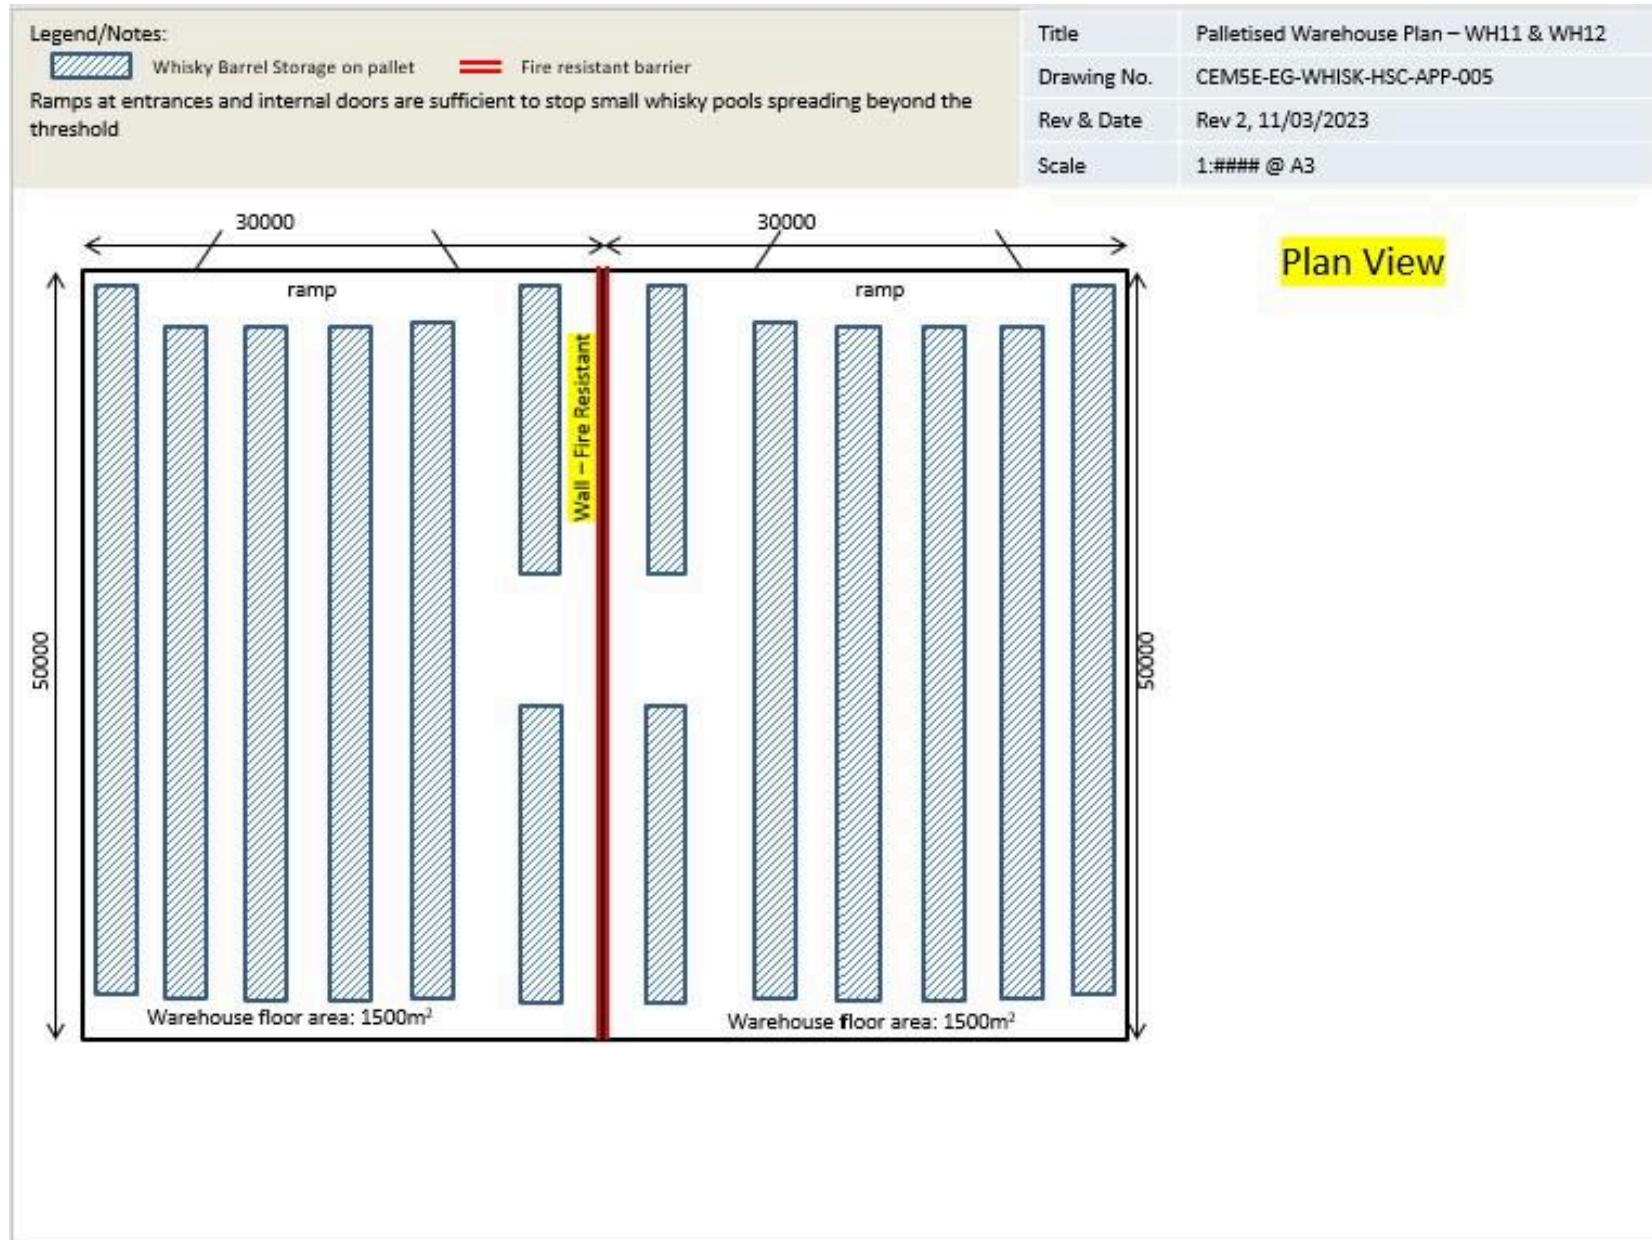 Legend/Notes:
Whisky Barrel Storage on pallet    Fire resistant barrier
Ramps at entrances and internal doors are sufficient to stop small whisky pools spreading beyond the
threshold
Title    Palletised Warehouse Plan – WH11 & WH12
Drawing No.    CEM5E-EG-WHISK-HSC-APP-005
Rev & Date    Rev 2, 11/03/2023
Scale    1:#### @ A3
Plan View
30000    30000
ramp    ramp
Wall – Fire Resistant
50000    50000
Warehouse floor area: 1500m²    Warehouse floor area: 1500m²